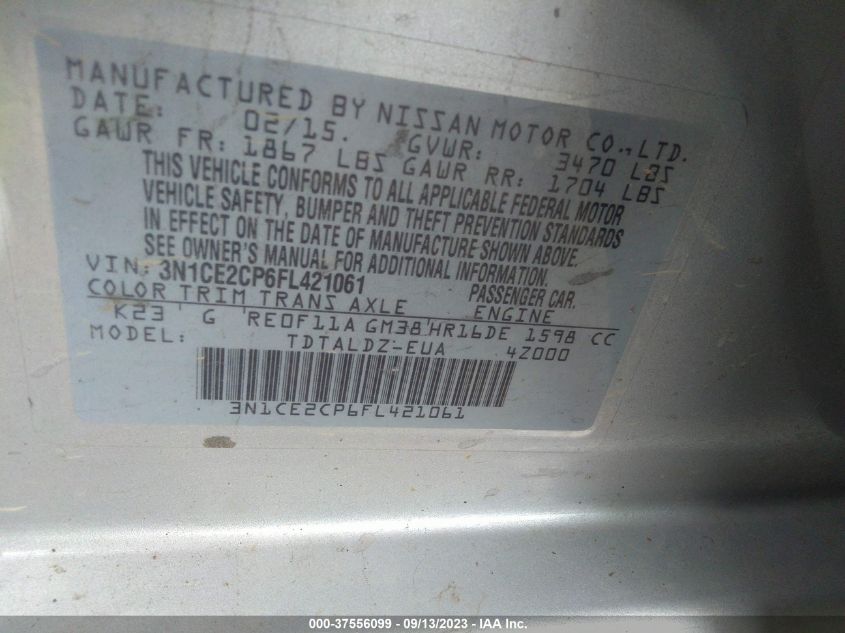 MANUFACTURED BY NISSAN MOTOR CO., LTD.
DATE: 02/15. GVWR: 3470 LBS
GAWR FR: 1867 LBS GAWR RR: 1704 LBS
THIS VEHICLE CONFORMS TO ALL APPLICABLE FEDERAL MOTOR
VEHICLE SAFETY, BUMPER AND THEFT PREVENTION STANDARDS
IN EFFECT ON THE DATE OF MANUFACTURE SHOWN ABOVE.
SEE OWNER'S MANUAL FOR ADDITIONAL INFORMATION.
VIN: 3N1CE2CP6FL421061 PASSENGER CAR.
COLOR TRIM TRANS AXLE ENGINE
K23 G RE0F11A GM38 HR16DE 1598 CC
MODEL: TDTALDZ-EUA 4Z000
3N1CE2CP6FL421061
000-37556099 - 09/13/2023 - IAA Inc.